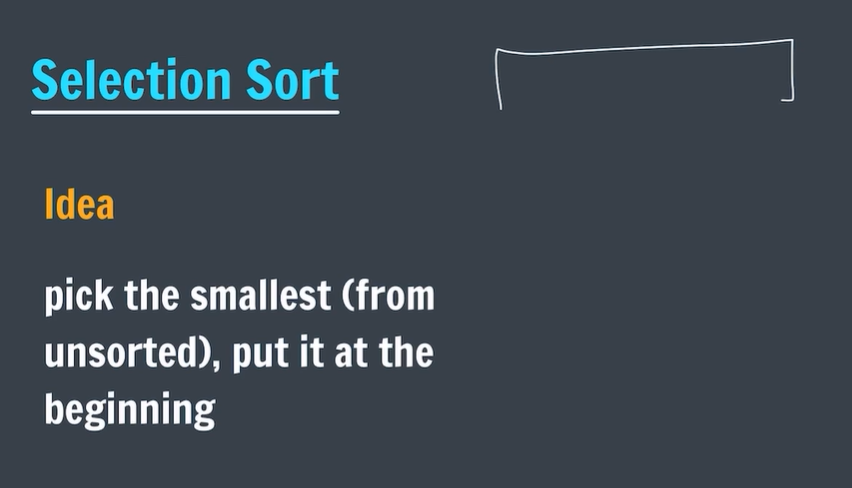 Selection Sort
Idea
pick the smallest (from
unsorted), put it at the
beginning